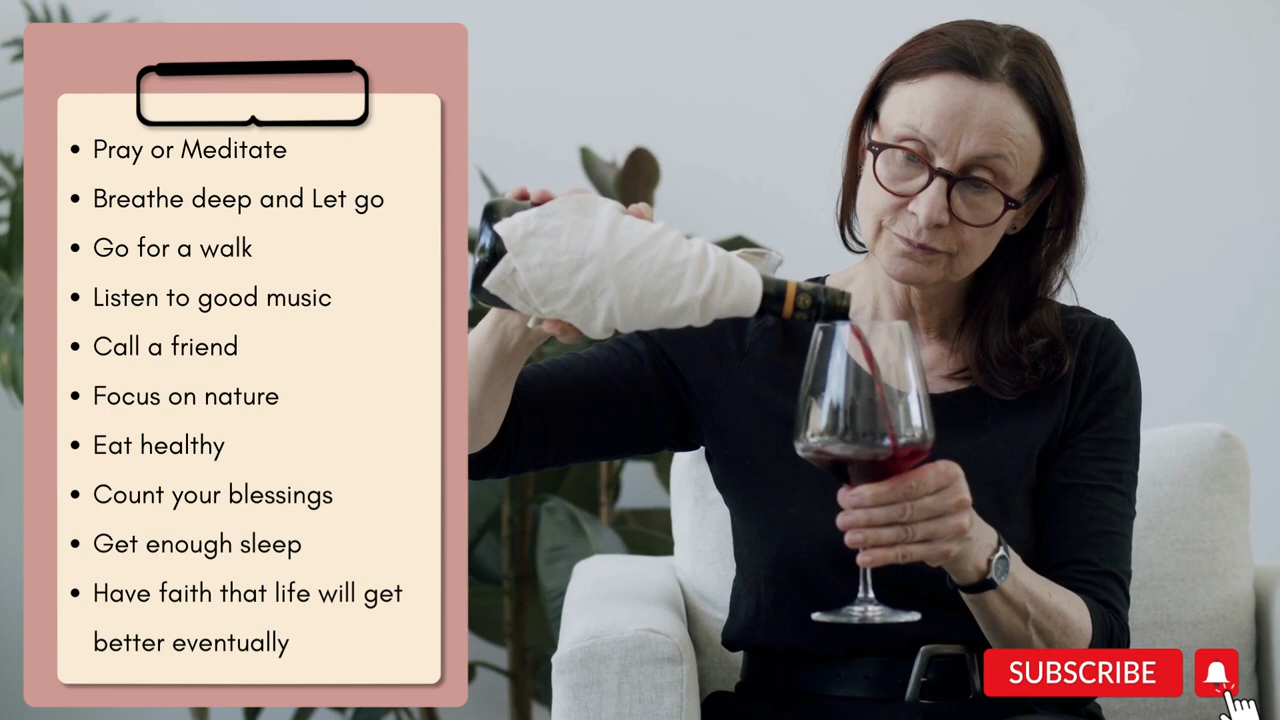 Pray or Meditate
Breathe deep and Let go
Go for a walk
Listen to good music
Call a friend
Focus on nature
Eat healthy
Count your blessings
Get enough sleep
Have faith that life will get
better eventually
SUBSCRIBE